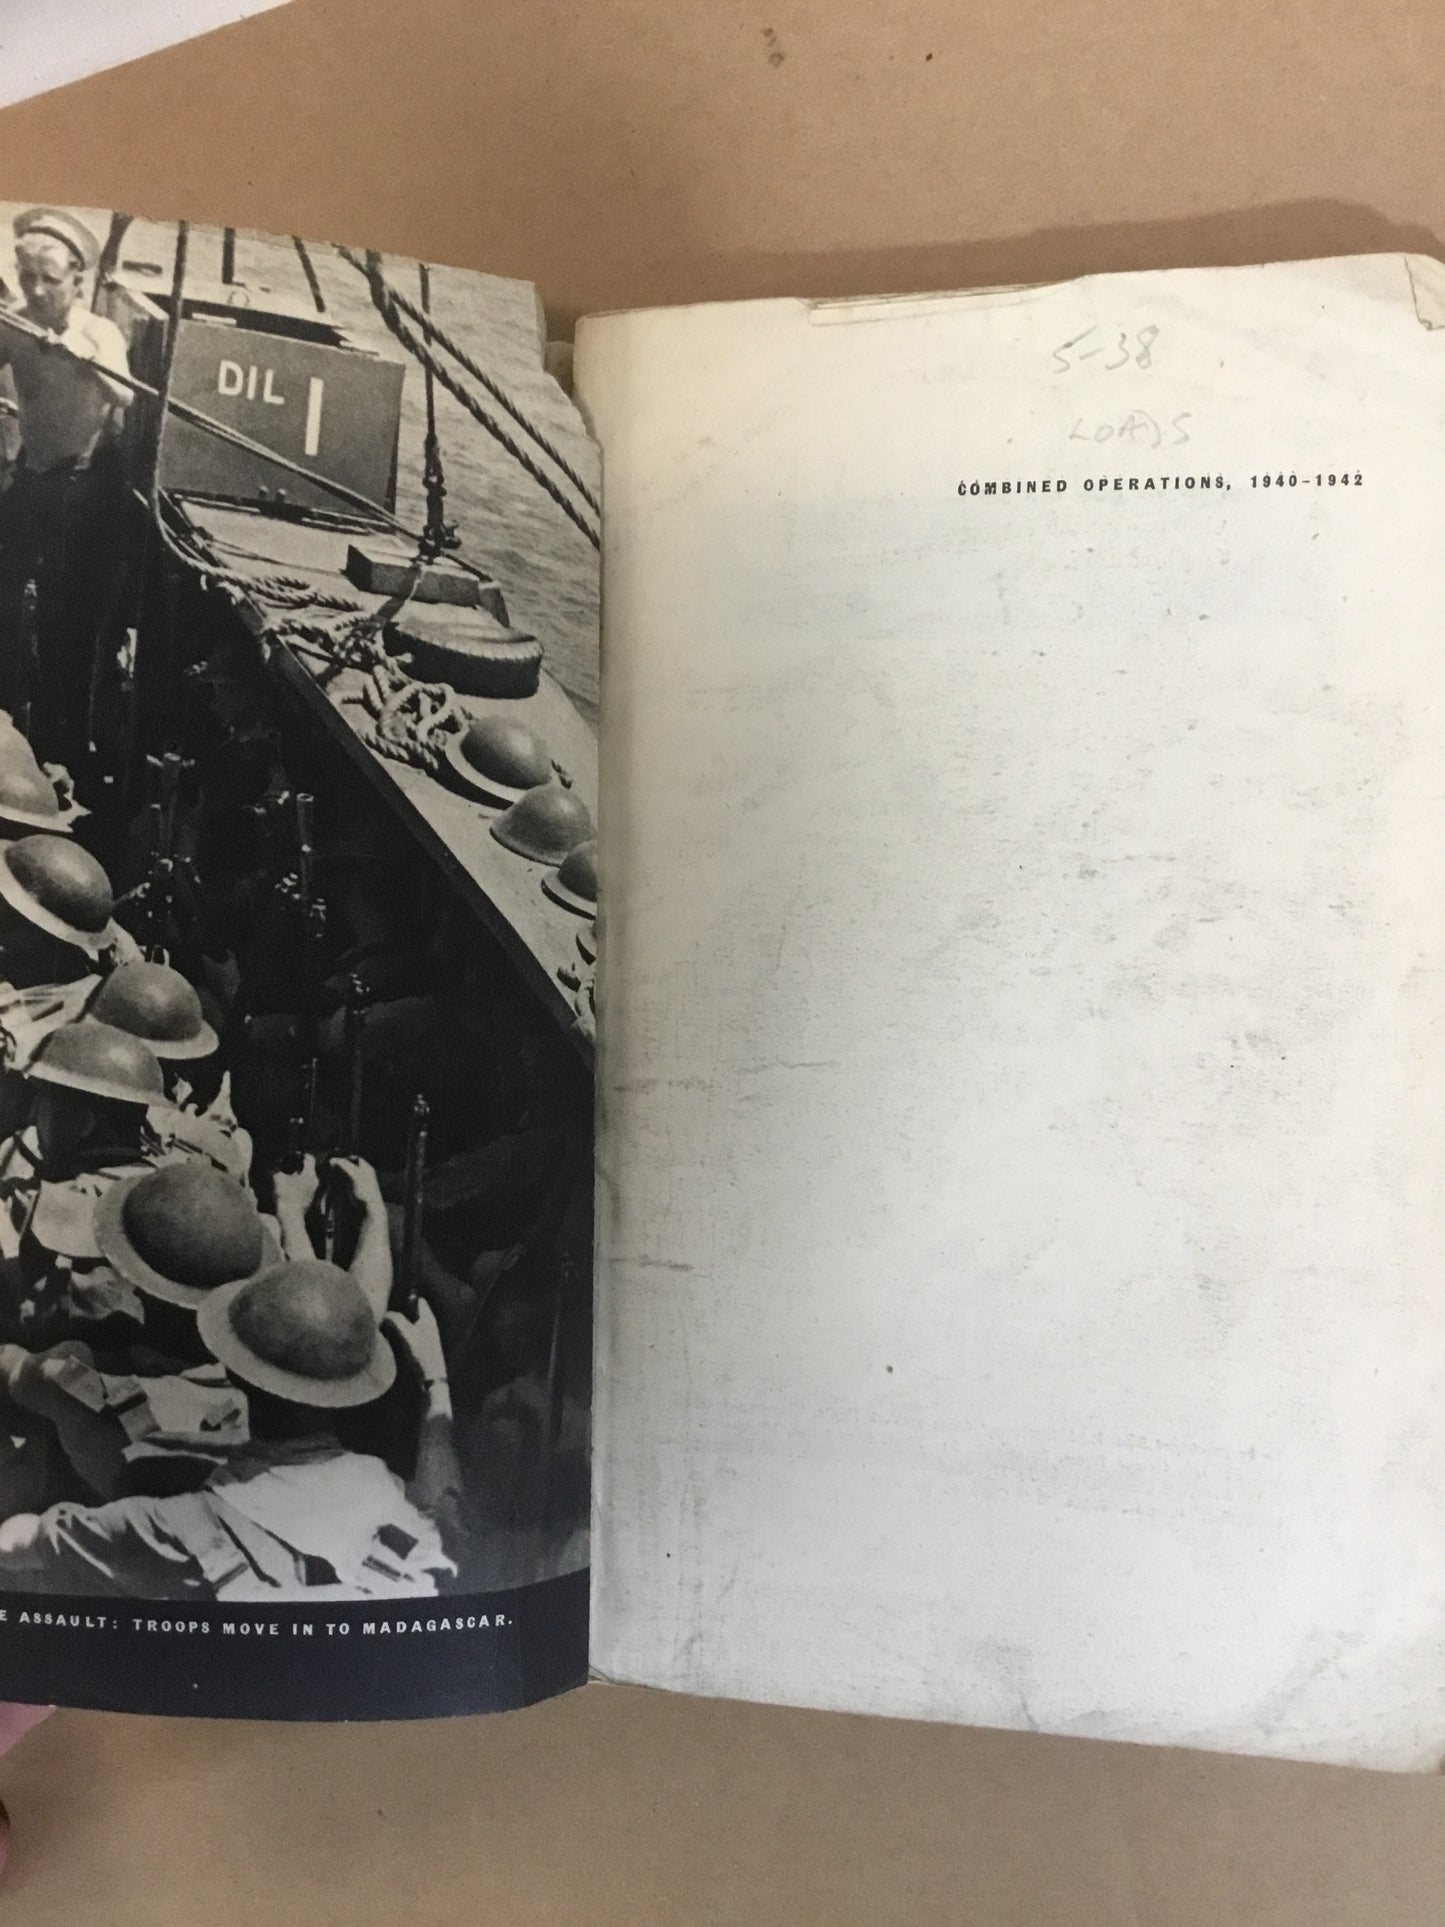 DIL 1
E ASSAULT: TROOPS MOVE IN TO MADAGASCAR.
5-38
LOADS
COMBINED OPERATIONS, 1940-1942